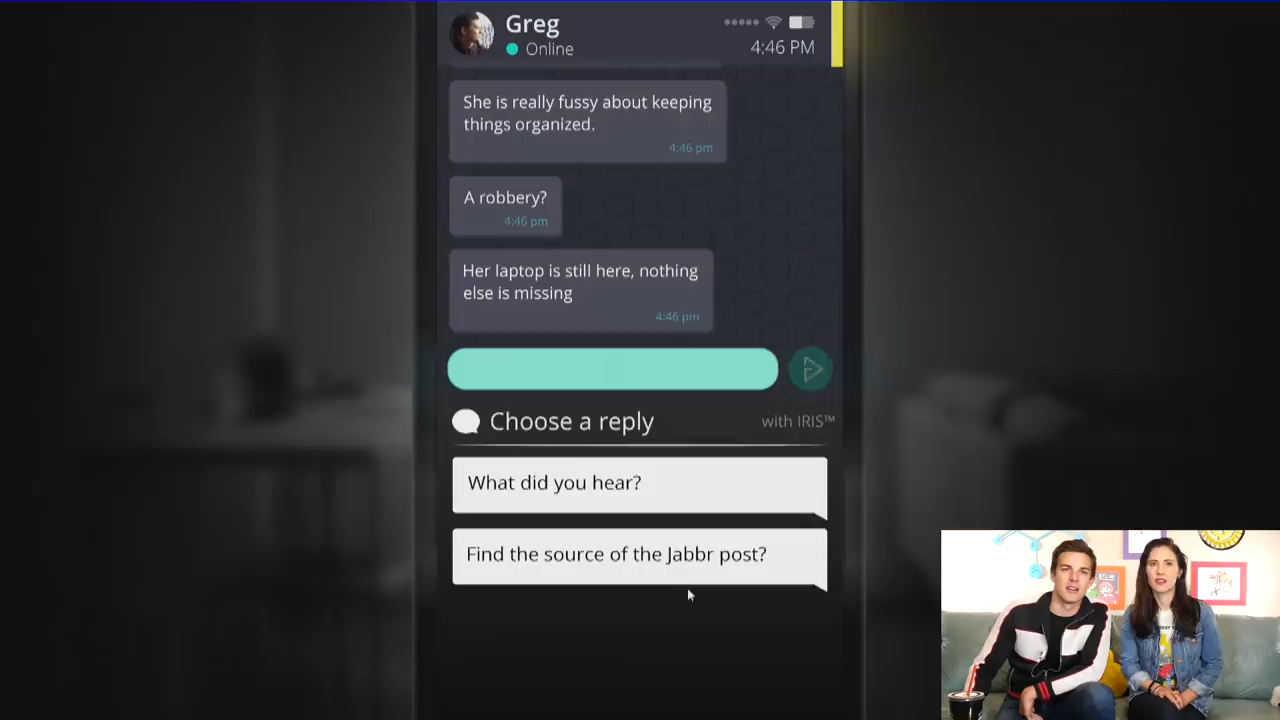 Greg
Online
4:46 PM
She is really fussy about keeping
things organized.
4:46 pm
A robbery?
4:46 pm
Her laptop is still here, nothing
else is missing
4:46 pm
Choose a reply
with IRIS™
What did you hear?
Find the source of the Jabbr post?